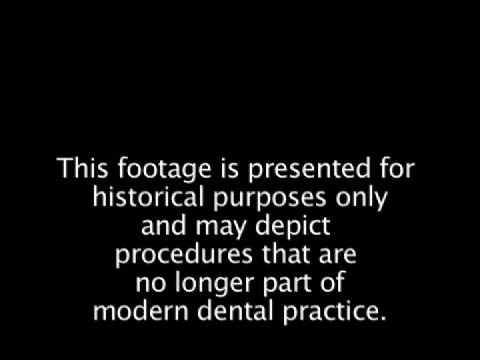 This footage is presented for
historical purposes only
and may depict
procedures that are
no longer part of
modern dental practice.